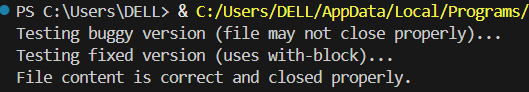 PS C:\Users\DELL> & C:/Users/DELL/AppData/Local/Programs/
Testing buggy version (file may not close properly)...
Testing fixed version (uses with-block)...
File content is correct and closed properly.